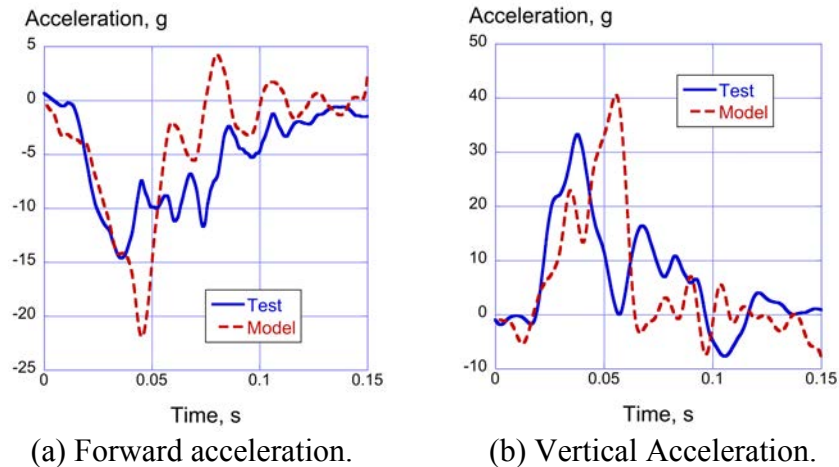 Acceleration, g
5
0
-5
-10
-15
-20
-25
0
0.05
0.1
0.15
Test
Model
Time, s
(a) Forward acceleration.
Acceleration, g
50
40
30
20
10
0
-10
0
0.05
0.1
0.15
Test
Model
Time, s
(b) Vertical Acceleration.